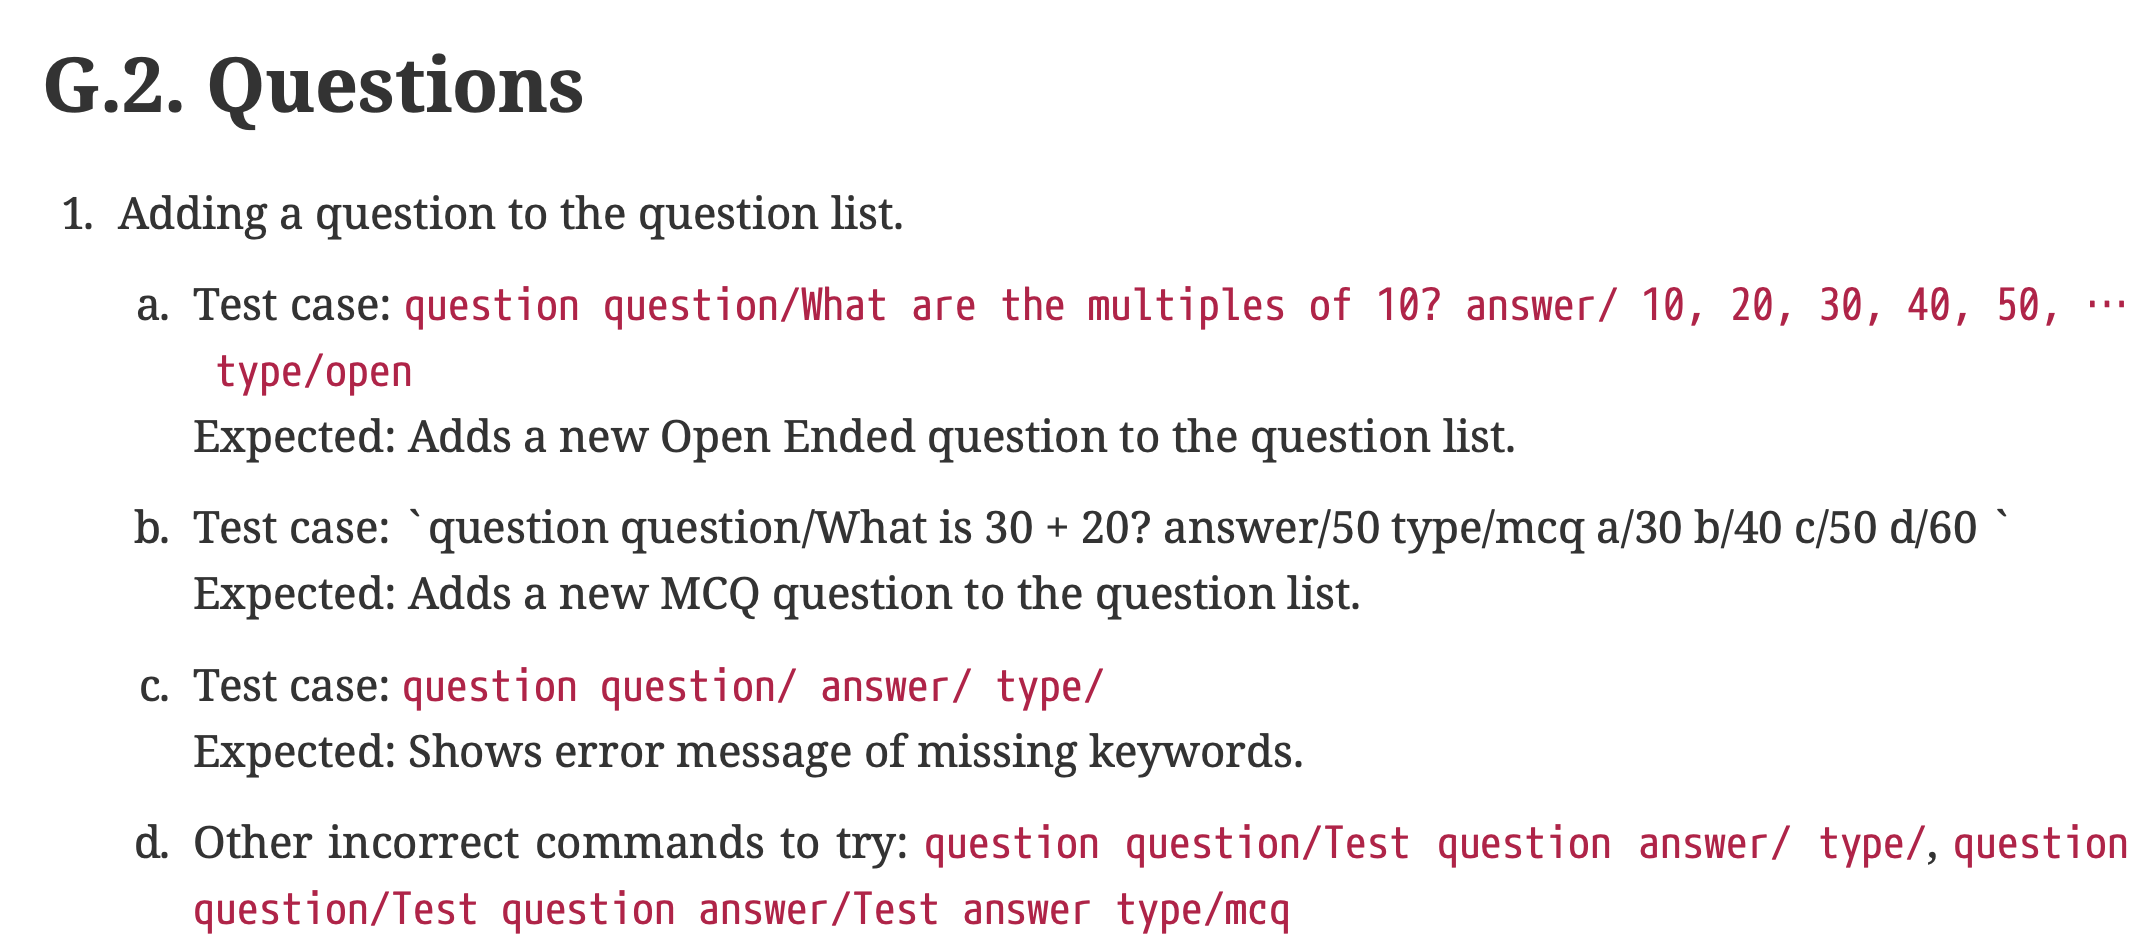 G.2. Questions
1. Adding a question to the question list.
a. Test case: question question/What are the multiples of 10? answer/ 10, 20, 30, 40, 50, ⋯
type/open
Expected: Adds a new Open Ended question to the question list.
b. Test case: `question question/What is 30 + 20? answer/50 type/mcq a/30 b/40 c/50 d/60 `
Expected: Adds a new MCQ question to the question list.
c. Test case: question question/ answer/ type/
Expected: Shows error message of missing keywords.
d. Other incorrect commands to try: question question/Test question answer/ type/, question
question/Test question answer/Test answer type/mcq